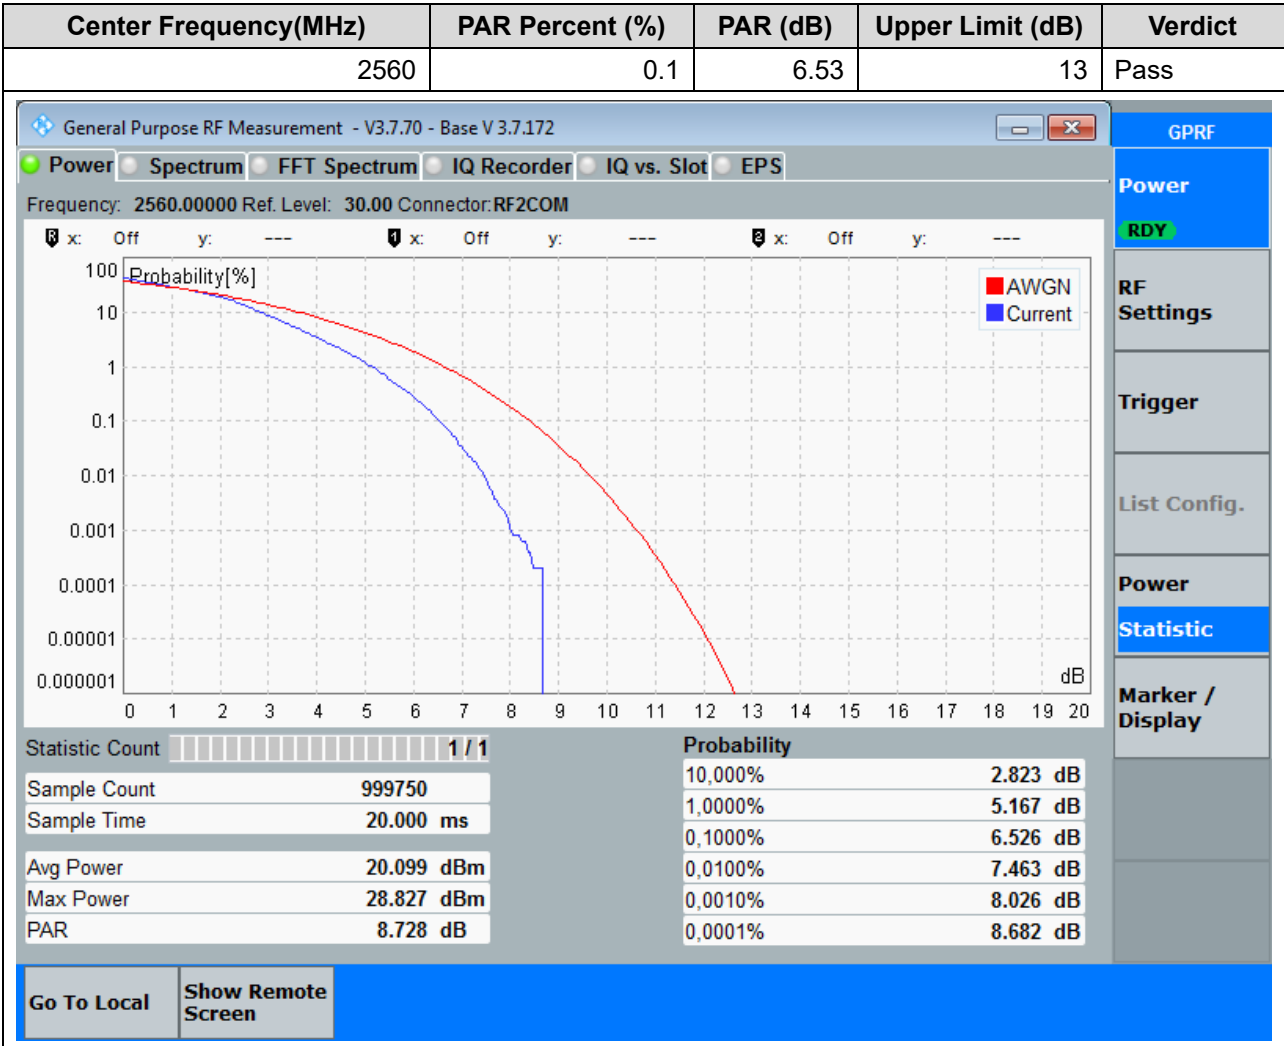 Center Frequency(MHz) PAR Percent (%) PAR (dB) Upper Limit (dB) Verdict
2560 0.1 6.53 13 Pass
General Purpose RF Measurement - V3.7.70 - Base V 3.7.172
GPRF
Power Spectrum FFT Spectrum IQ Recorder IQ vs. Slot EPS
Frequency: 2560.00000 Ref. Level: 30.00 Connector: RF2COM
R x: Off y: --- 1 x: Off y: --- 2 x: Off y: ---
Probability[%]
AWGN
Current
100
10
1
0.1
0.01
0.001
0.0001
0.00001
0.000001
dB
0 1 2 3 4 5 6 7 8 9 10 11 12 13 14 15 16 17 18 19 20
Statistic Count 1 / 1
Sample Count 999750
Sample Time 20.000 ms
Avg Power 20.099 dBm
Max Power 28.827 dBm
PAR 8.728 dB
Probability
10,000% 2.823 dB
1,0000% 5.167 dB
0,1000% 6.526 dB
0,0100% 7.463 dB
0,0010% 8.026 dB
0,0001% 8.682 dB
Power
RDY
RF
Settings
Trigger
List Config.
Power
Statistic
Marker /
Display
Go To Local
Show Remote
Screen